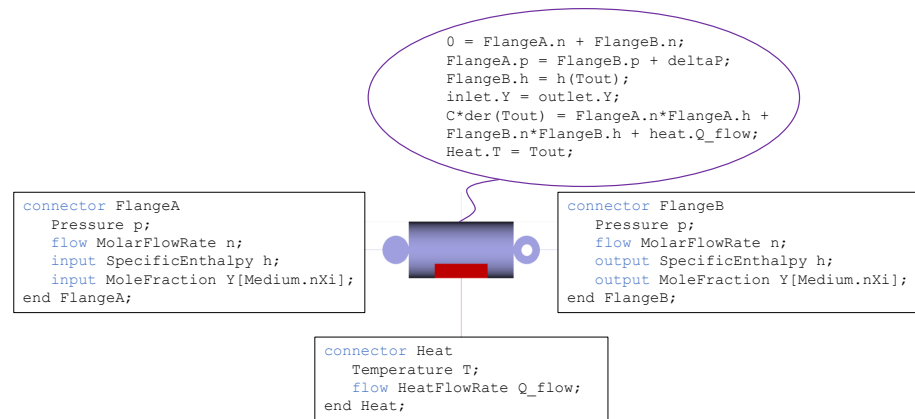 0 = FlangeA.n + FlangeB.n;
FlangeA.p = FlangeB.p + deltaP;
FlangeB.h = h(Tout);
inlet.Y = outlet.Y;
C*der(Tout) = FlangeA.n*FlangeA.h +
FlangeB.n*FlangeB.h + heat.Q_flow;
Heat.T = Tout;
connector FlangeA
Pressure p;
flow MolarFlowRate n;
input SpecificEnthalpy h;
input MoleFraction Y[Medium.nXi];
end FlangeA;
connector FlangeB
Pressure p;
flow MolarFlowRate n;
output SpecificEnthalpy h;
output MoleFraction Y[Medium.nXi];
end FlangeB;
connector Heat
Temperature T;
flow HeatFlowRate Q_flow;
end Heat;